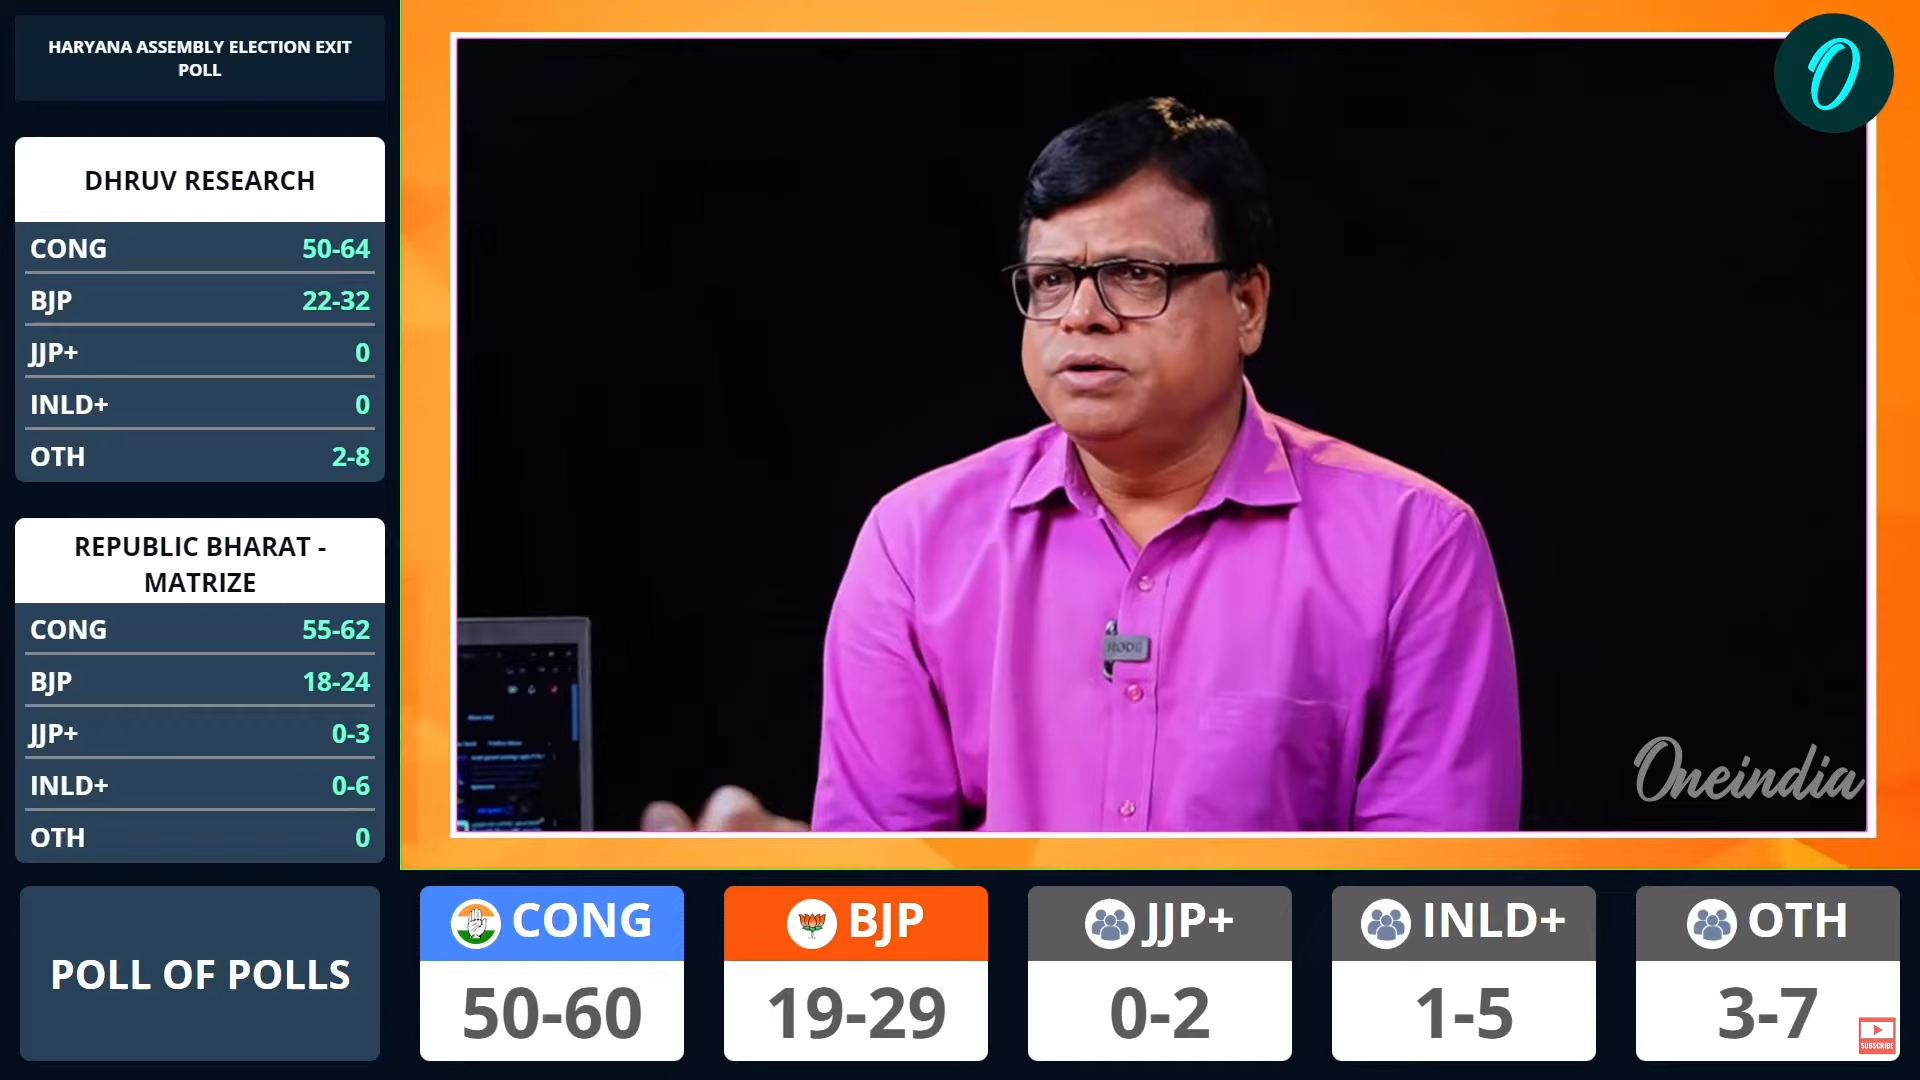 HARYANA ASSEMBLY ELECTION EXIT
POLL
DHRUV RESEARCH
CONG 50-64
BJP 22-32
JJP+ 0
INLD+ 0
OTH 2-8
REPUBLIC BHARAT -
MATRIZE
CONG 55-62
BJP 18-24
JJP+ 0-3
INLD+ 0-6
OTH 0
RODE
Oneindia
POLL OF POLLS
CONG
50-60
BJP
19-29
JJP+
0-2
INLD+
1-5
OTH
3-7
SUBSCRIBE